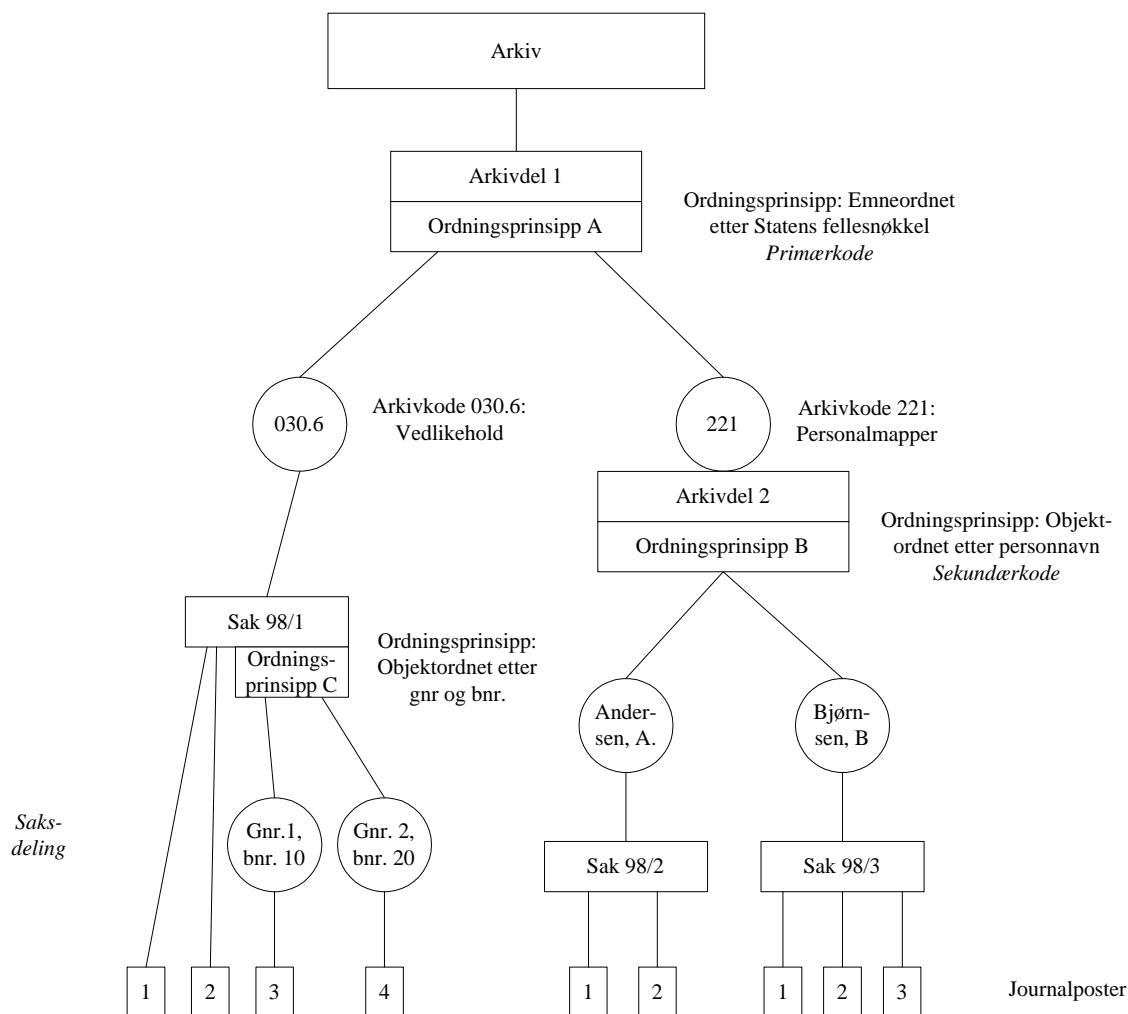 Arkiv
Arkivdel 1
Ordningsprinsipp A
Ordningsprinsipp: Emneordnet
etter Statens fellesnøkkel
Primærkode
030.6
Arkivkode 030.6:
Vedlikehold
221
Arkivkode 221:
Personalmapper
Arkivdel 2
Ordningsprinsipp B
Ordningsprinsipp: Objekt-
ordnet etter personnavn
Sekundærkode
Sak 98/1
Ordnings-
prinsipp C
Ordningsprinsipp:
Objektordnet etter
gnr og bnr.
Ander-
sen, A.
Bjørn-
sen, B
Saks-
deling
Gnr.1,
bnr. 10
Gnr. 2,
bnr. 20
Sak 98/2
Sak 98/3
1
2
3
4
1
2
1
2
3
Journalposter